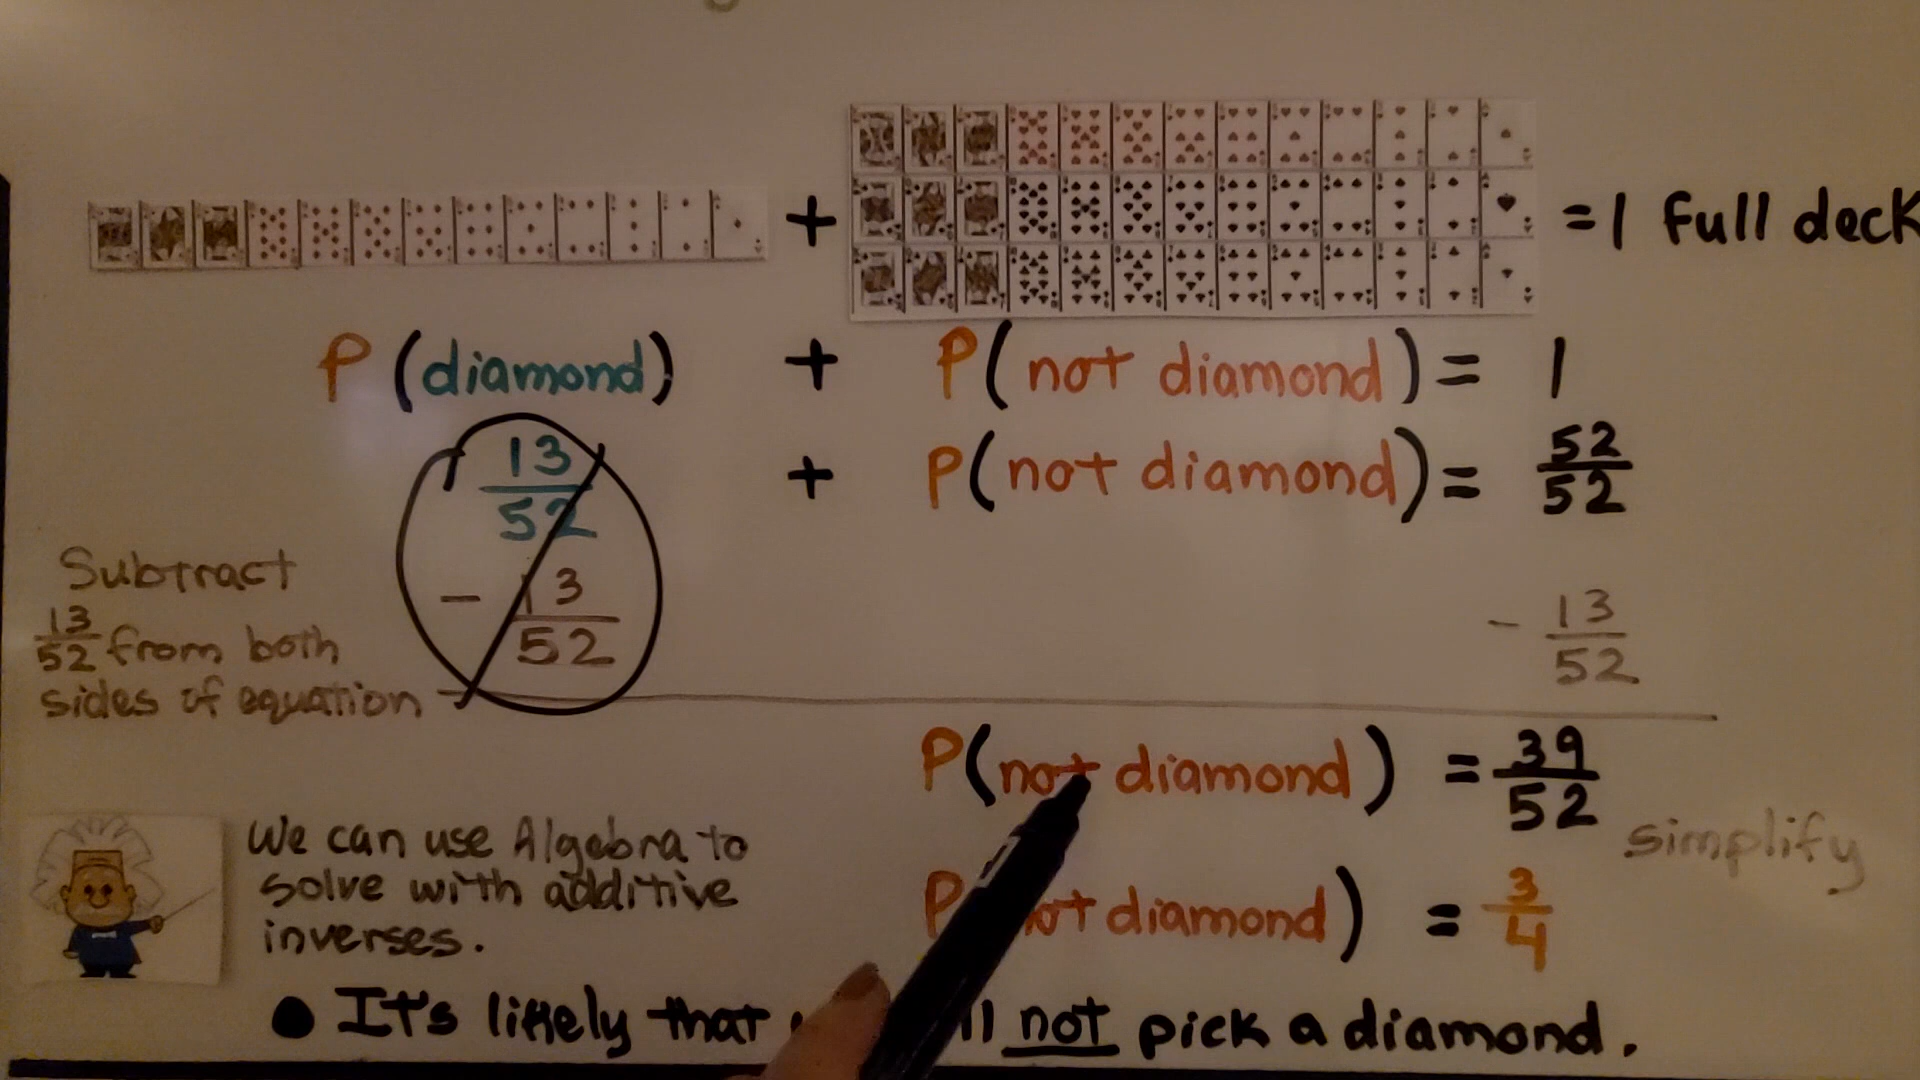 + =1 Full deck
P(diamond) + P(not diamond) = 1
13/52 + P(not diamond) = 52/52
Subtract
13/52 from both
sides of equation
- 13/52 - 13/52
P(not diamond) = 39/52
simplify
P( diamond) = 3/4
We can use Algebra to
solve with additive
inverses.
• It's likely that not pick a diamond.